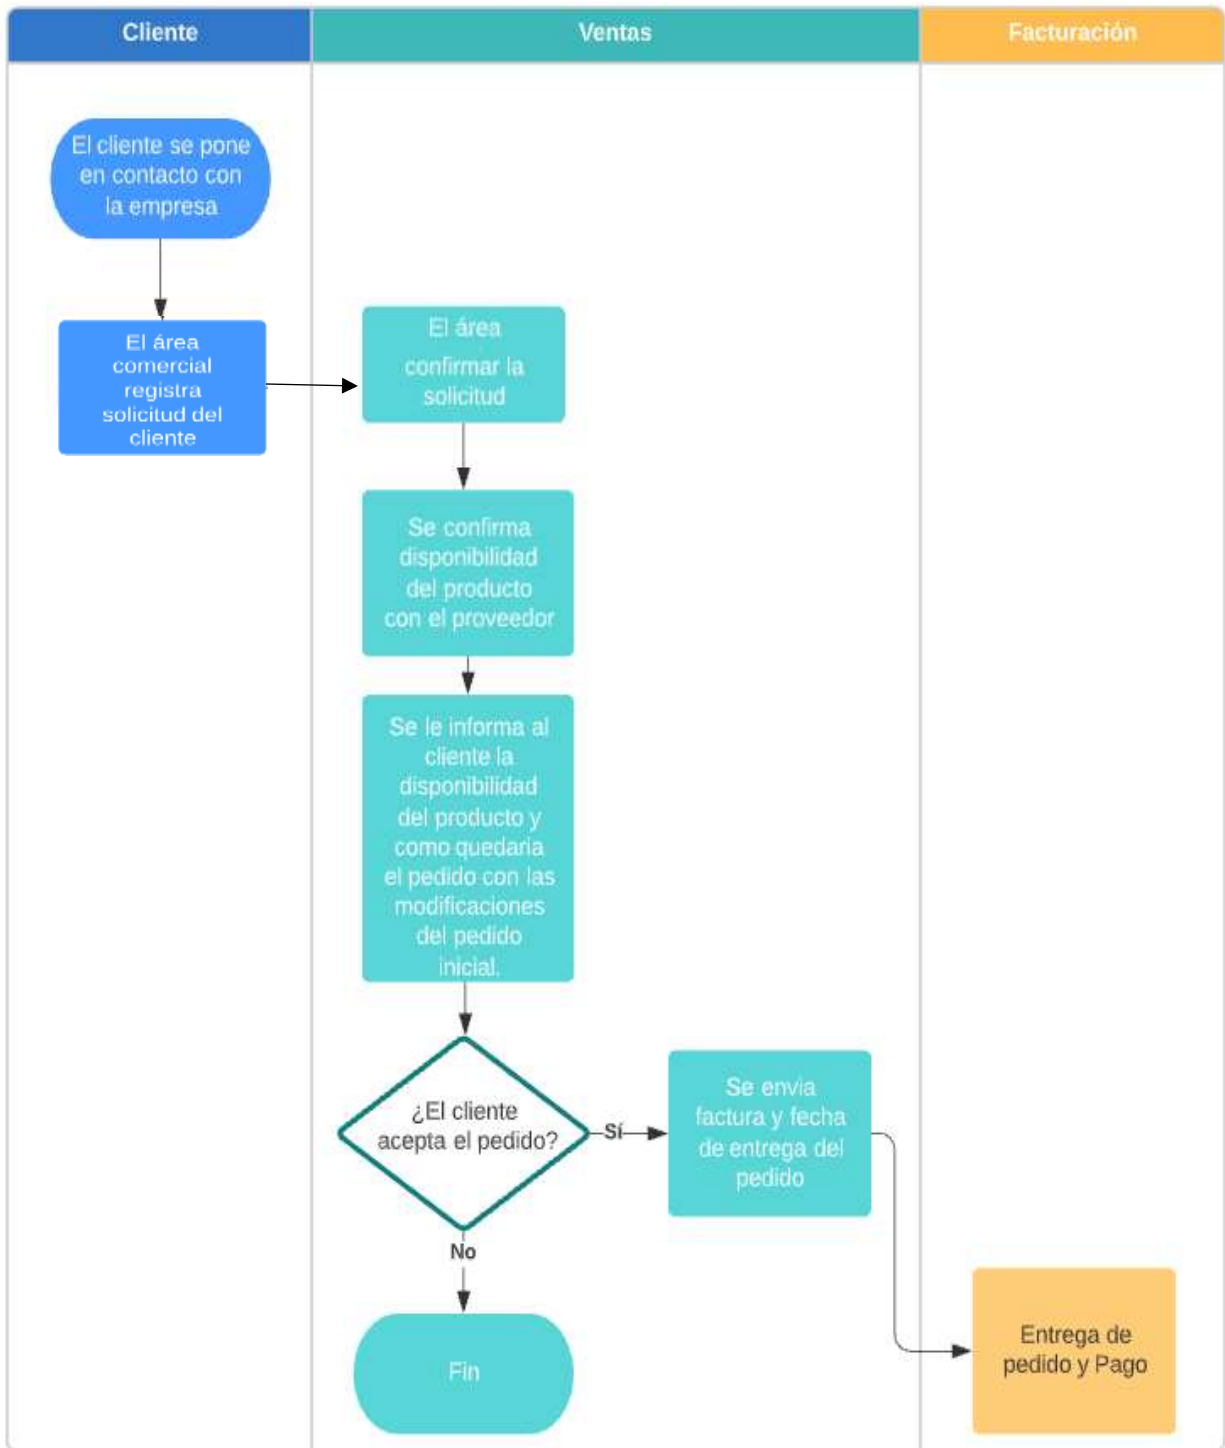 Cliente
Ventas
Facturación
El cliente se pone
en contacto con
la empresa
El área
comercial
registra
solicitud del
cliente
El área
confirmar la
solicitud
Se confirma
disponibilidad
del producto
con el proveedor
Se le informa al
cliente la
disponibilidad
del producto y
como quedaria
el pedido con las
modificaciones
del pedido
inicial.
¿El cliente
acepta el pedido?
Sí
Se envia
factura y fecha
de entrega del
pedido
No
Fin
Entrega de
pedido y Pago